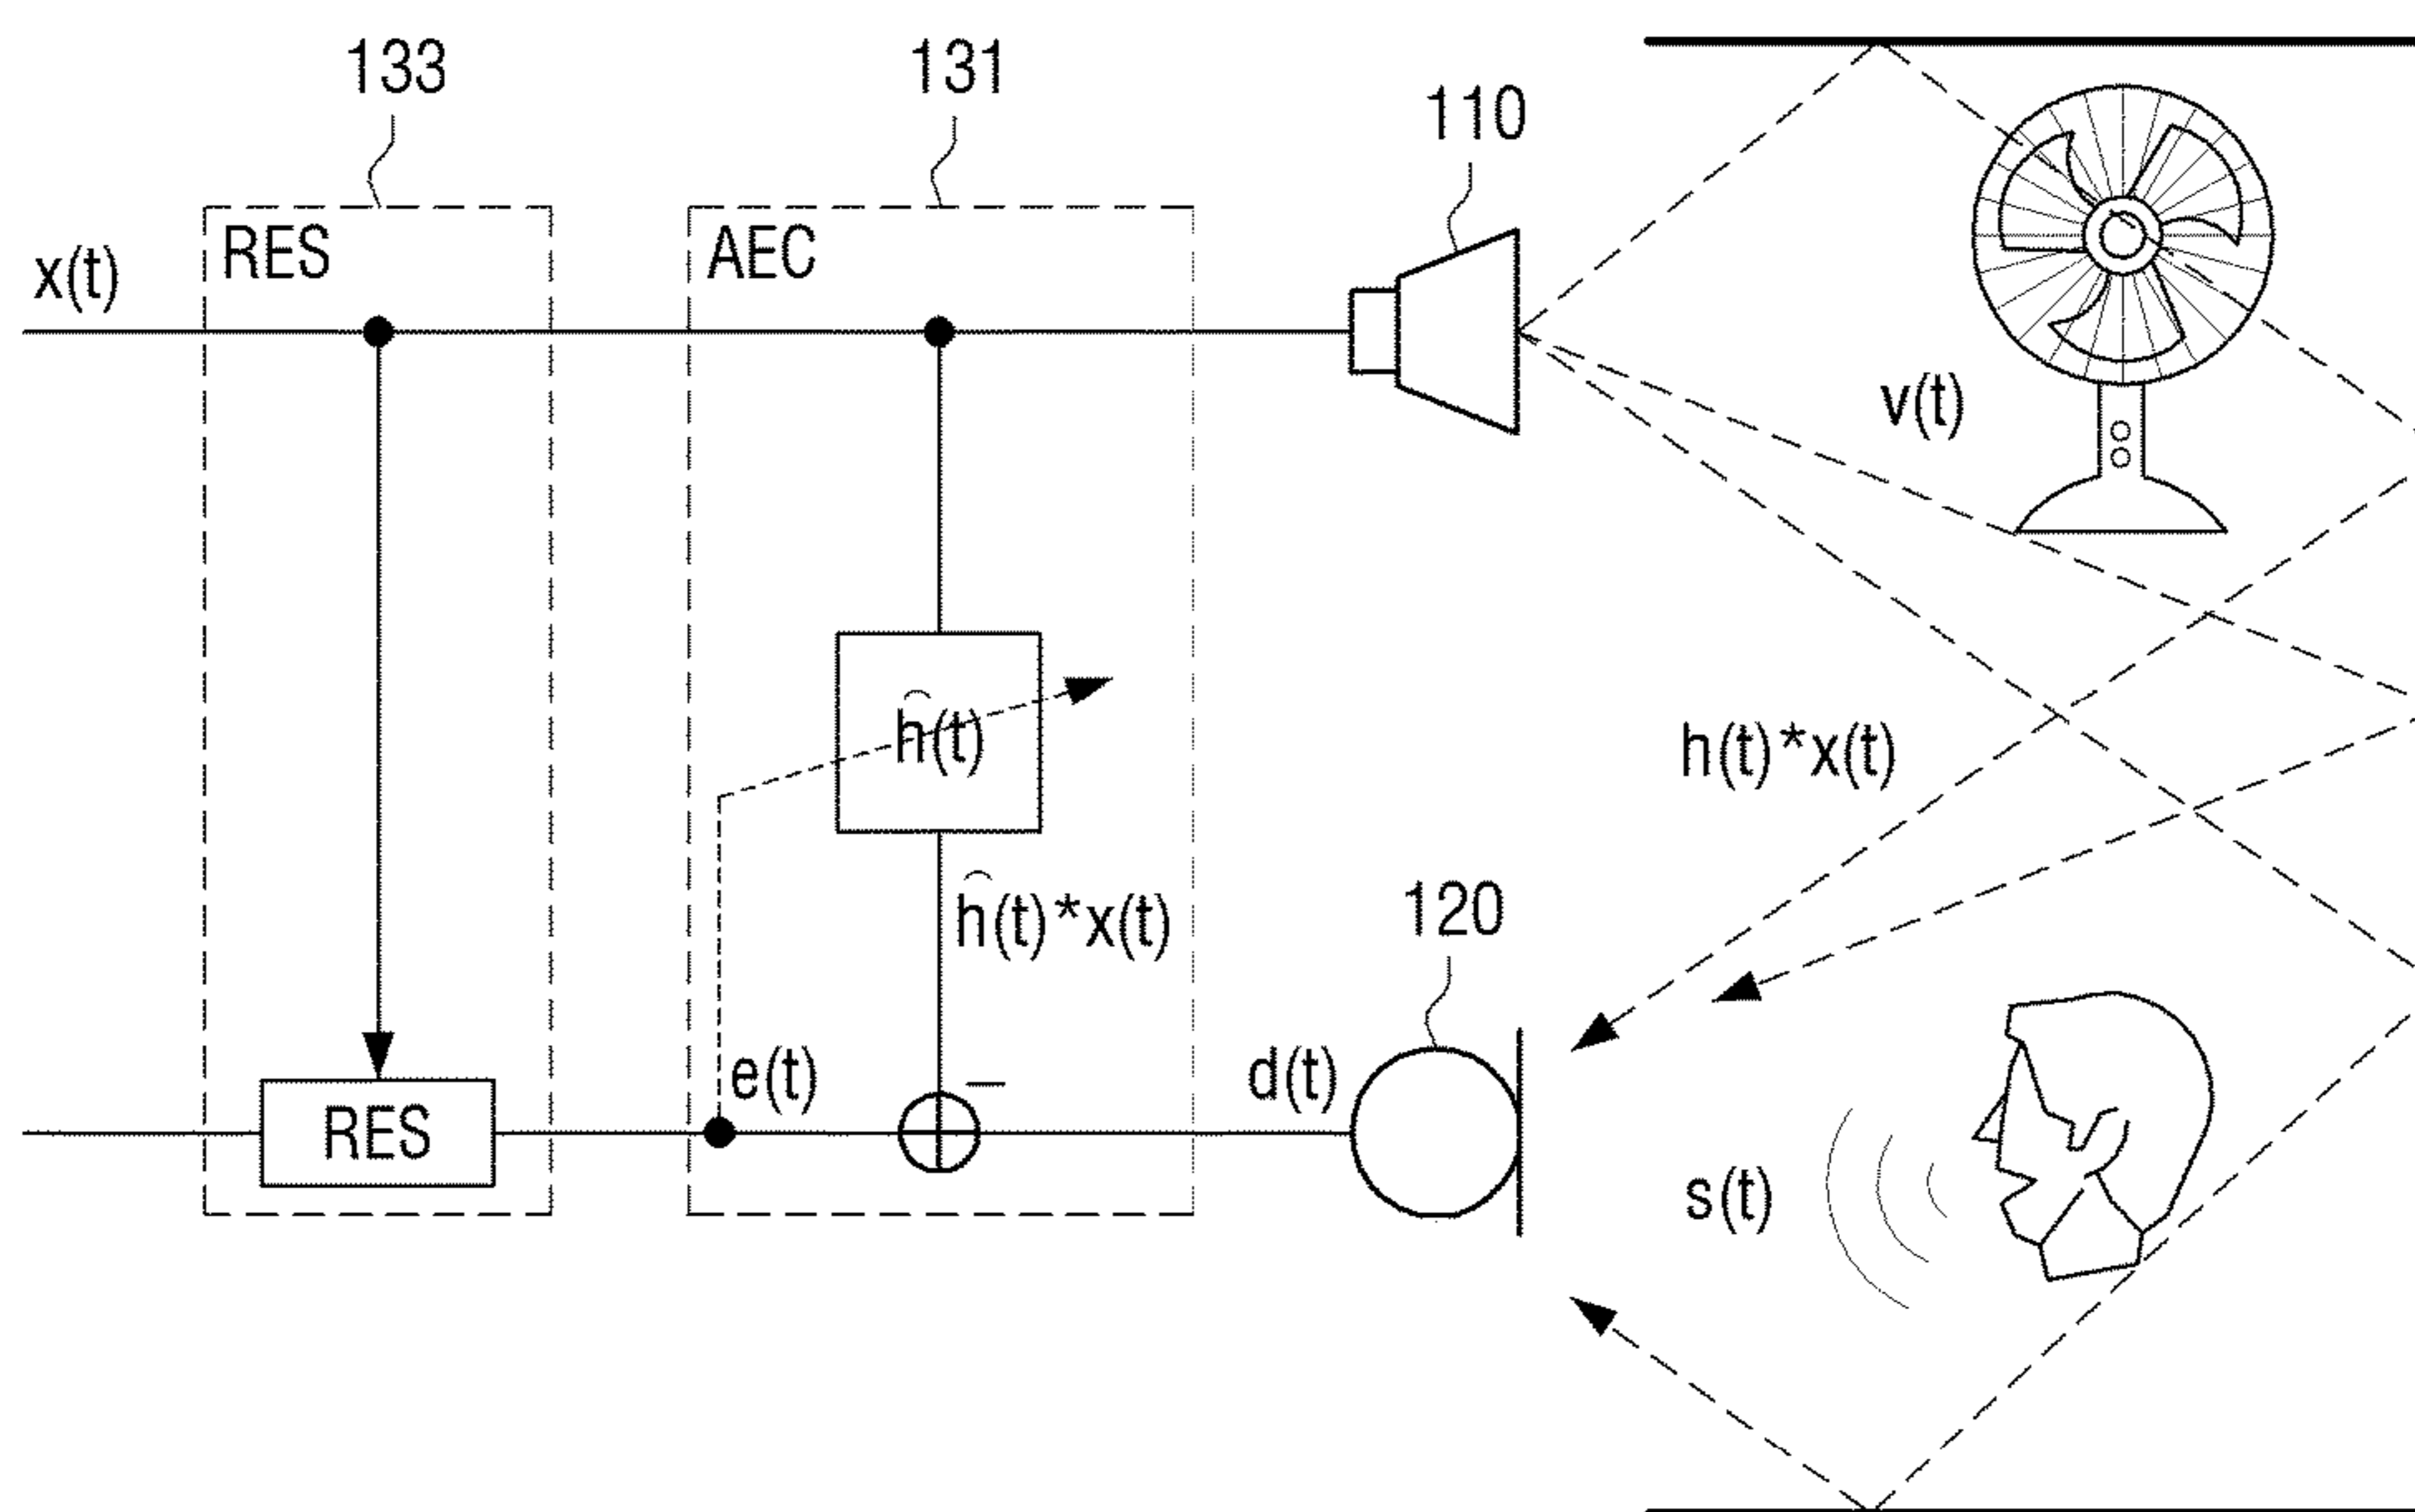 133
131
110
RES
AEC
x(t)
v(t)
ĥ(t)
h(t)*x(t)
ĥ(t)*x(t)
120
e(t)
−
d(t)
RES
s(t)